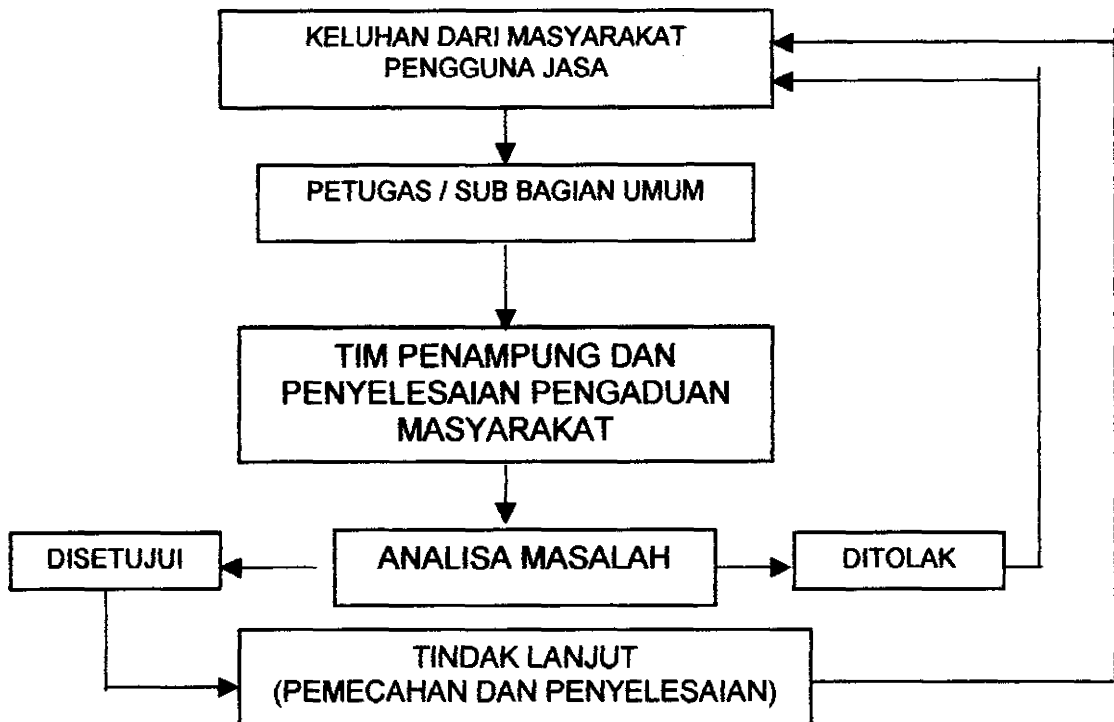 KELUHAN DARI MASYARAKAT
PENGGUNA JASA
PETUGAS / SUB BAGIAN UMUM
TIM PENAMPUNG DAN
PENYELESAIAN PENGADUAN
MASYARAKAT
DISETUJUI
ANALISA MASALAH
DITOLAK
TINDAK LANJUT
(PEMECAHAN DAN PENYELESAIAN)